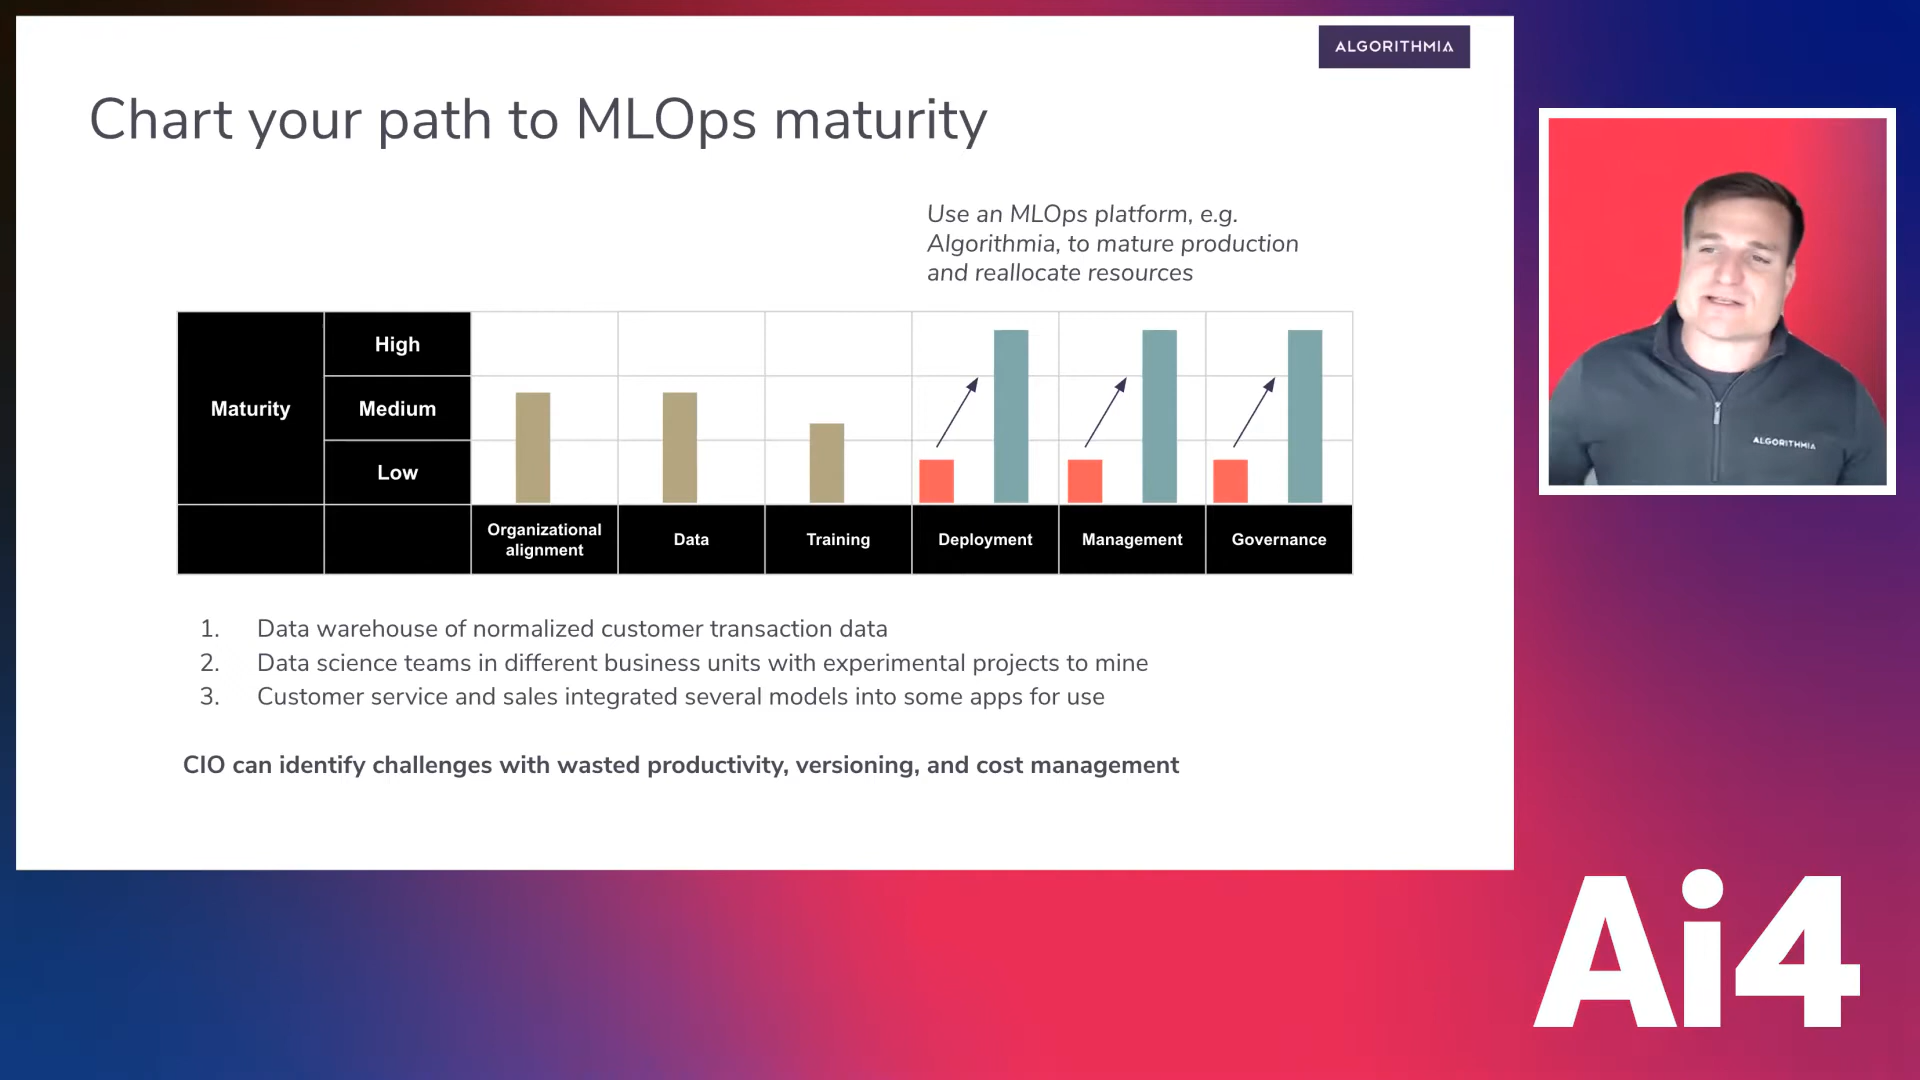 ALGORITHMIA
Chart your path to MLOps maturity
Use an MLOps platform, e.g.
Algorithmia, to mature production
and reallocate resources
Maturity
High
Medium
Low
Organizational
alignment
Data
Training
Deployment
Management
Governance
1. Data warehouse of normalized customer transaction data
2. Data science teams in different business units with experimental projects to mine
3. Customer service and sales integrated several models into some apps for use
CIO can identify challenges with wasted productivity, versioning, and cost management
ALGORITHMIA
Ai4